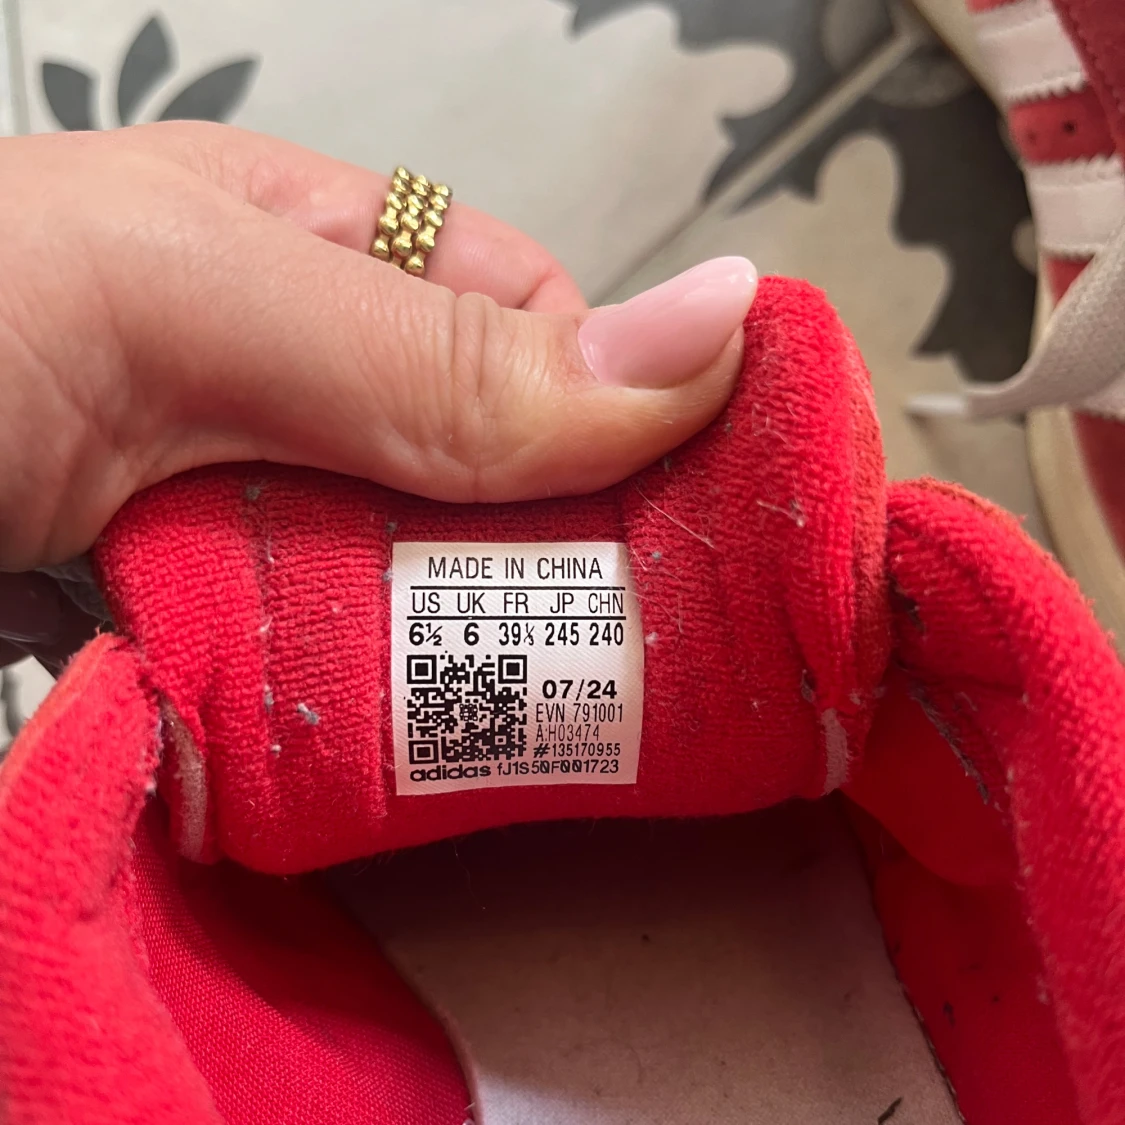 MADE IN CHINA
US UK FR JP CHN
6½ 6 39⅓ 245 240
07/24
EVN 791001
A:H03474
#135170955
adidas fJ1S50F001723